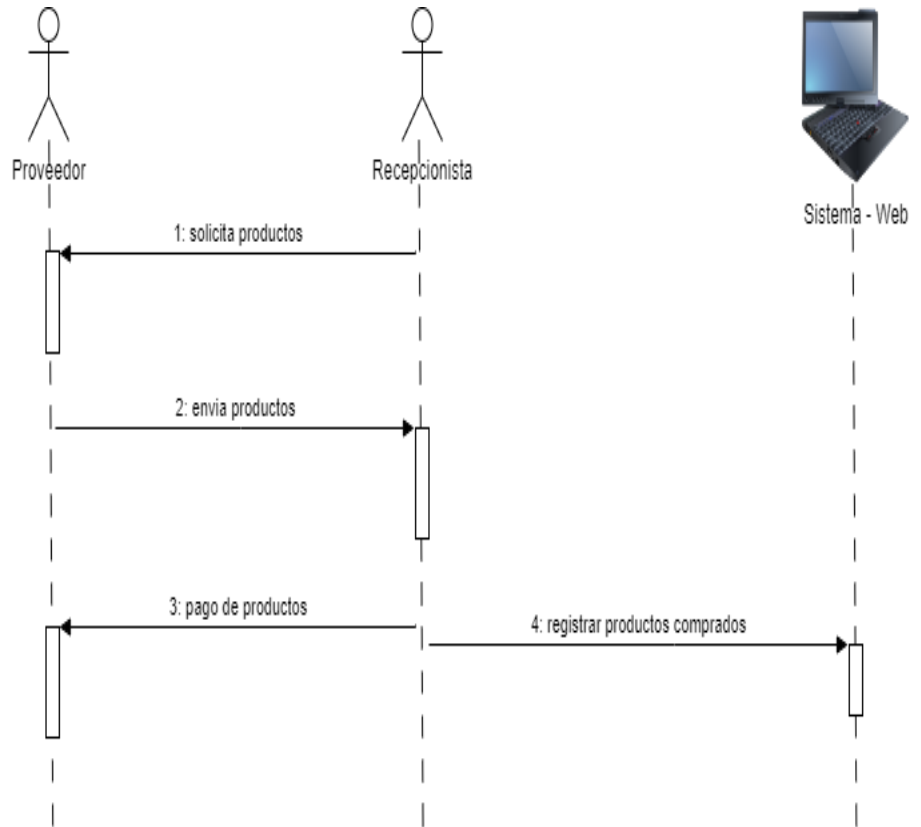 Proveedor
Recepcionista
Sistema - Web
1: solicita productos
2: envia productos
3: pago de productos
4: registrar productos comprados